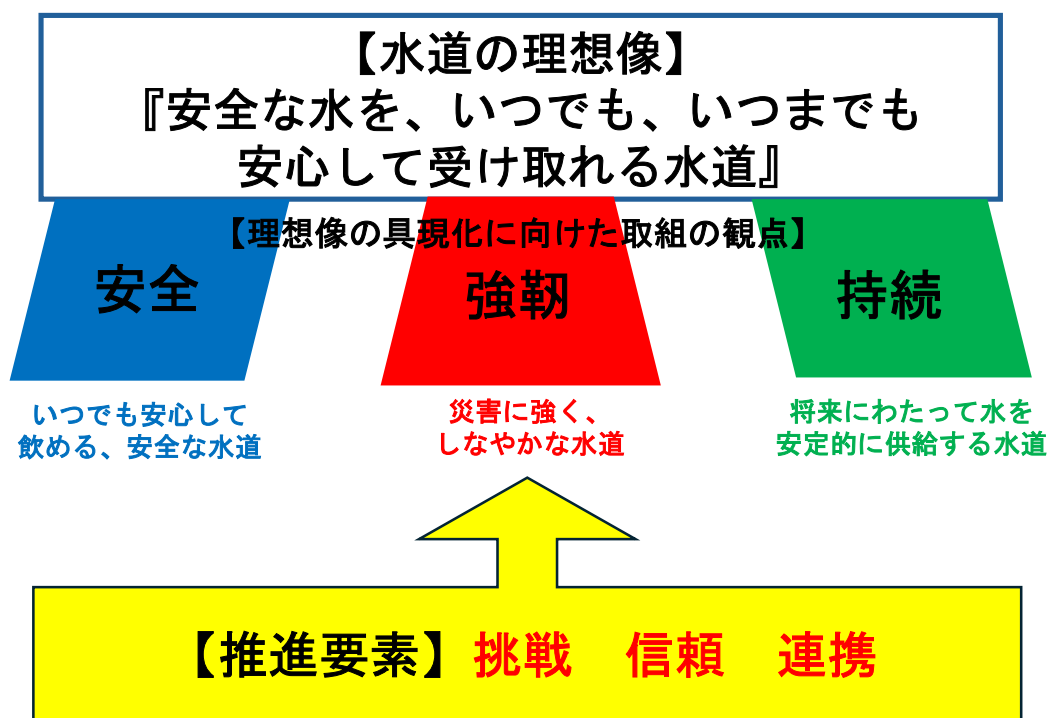 【水道の理想像】
『安全な水を、いつでも、いつまでも
安心して受け取れる水道』
【理想像の具現化に向けた取組の観点】
安全
強靭
持続
いつでも安心して
飲める、安全な水道
災害に強く、
しなやかな水道
将来にわたって水を
安定的に供給する水道
【推進要素】挑戦　信頼　連携